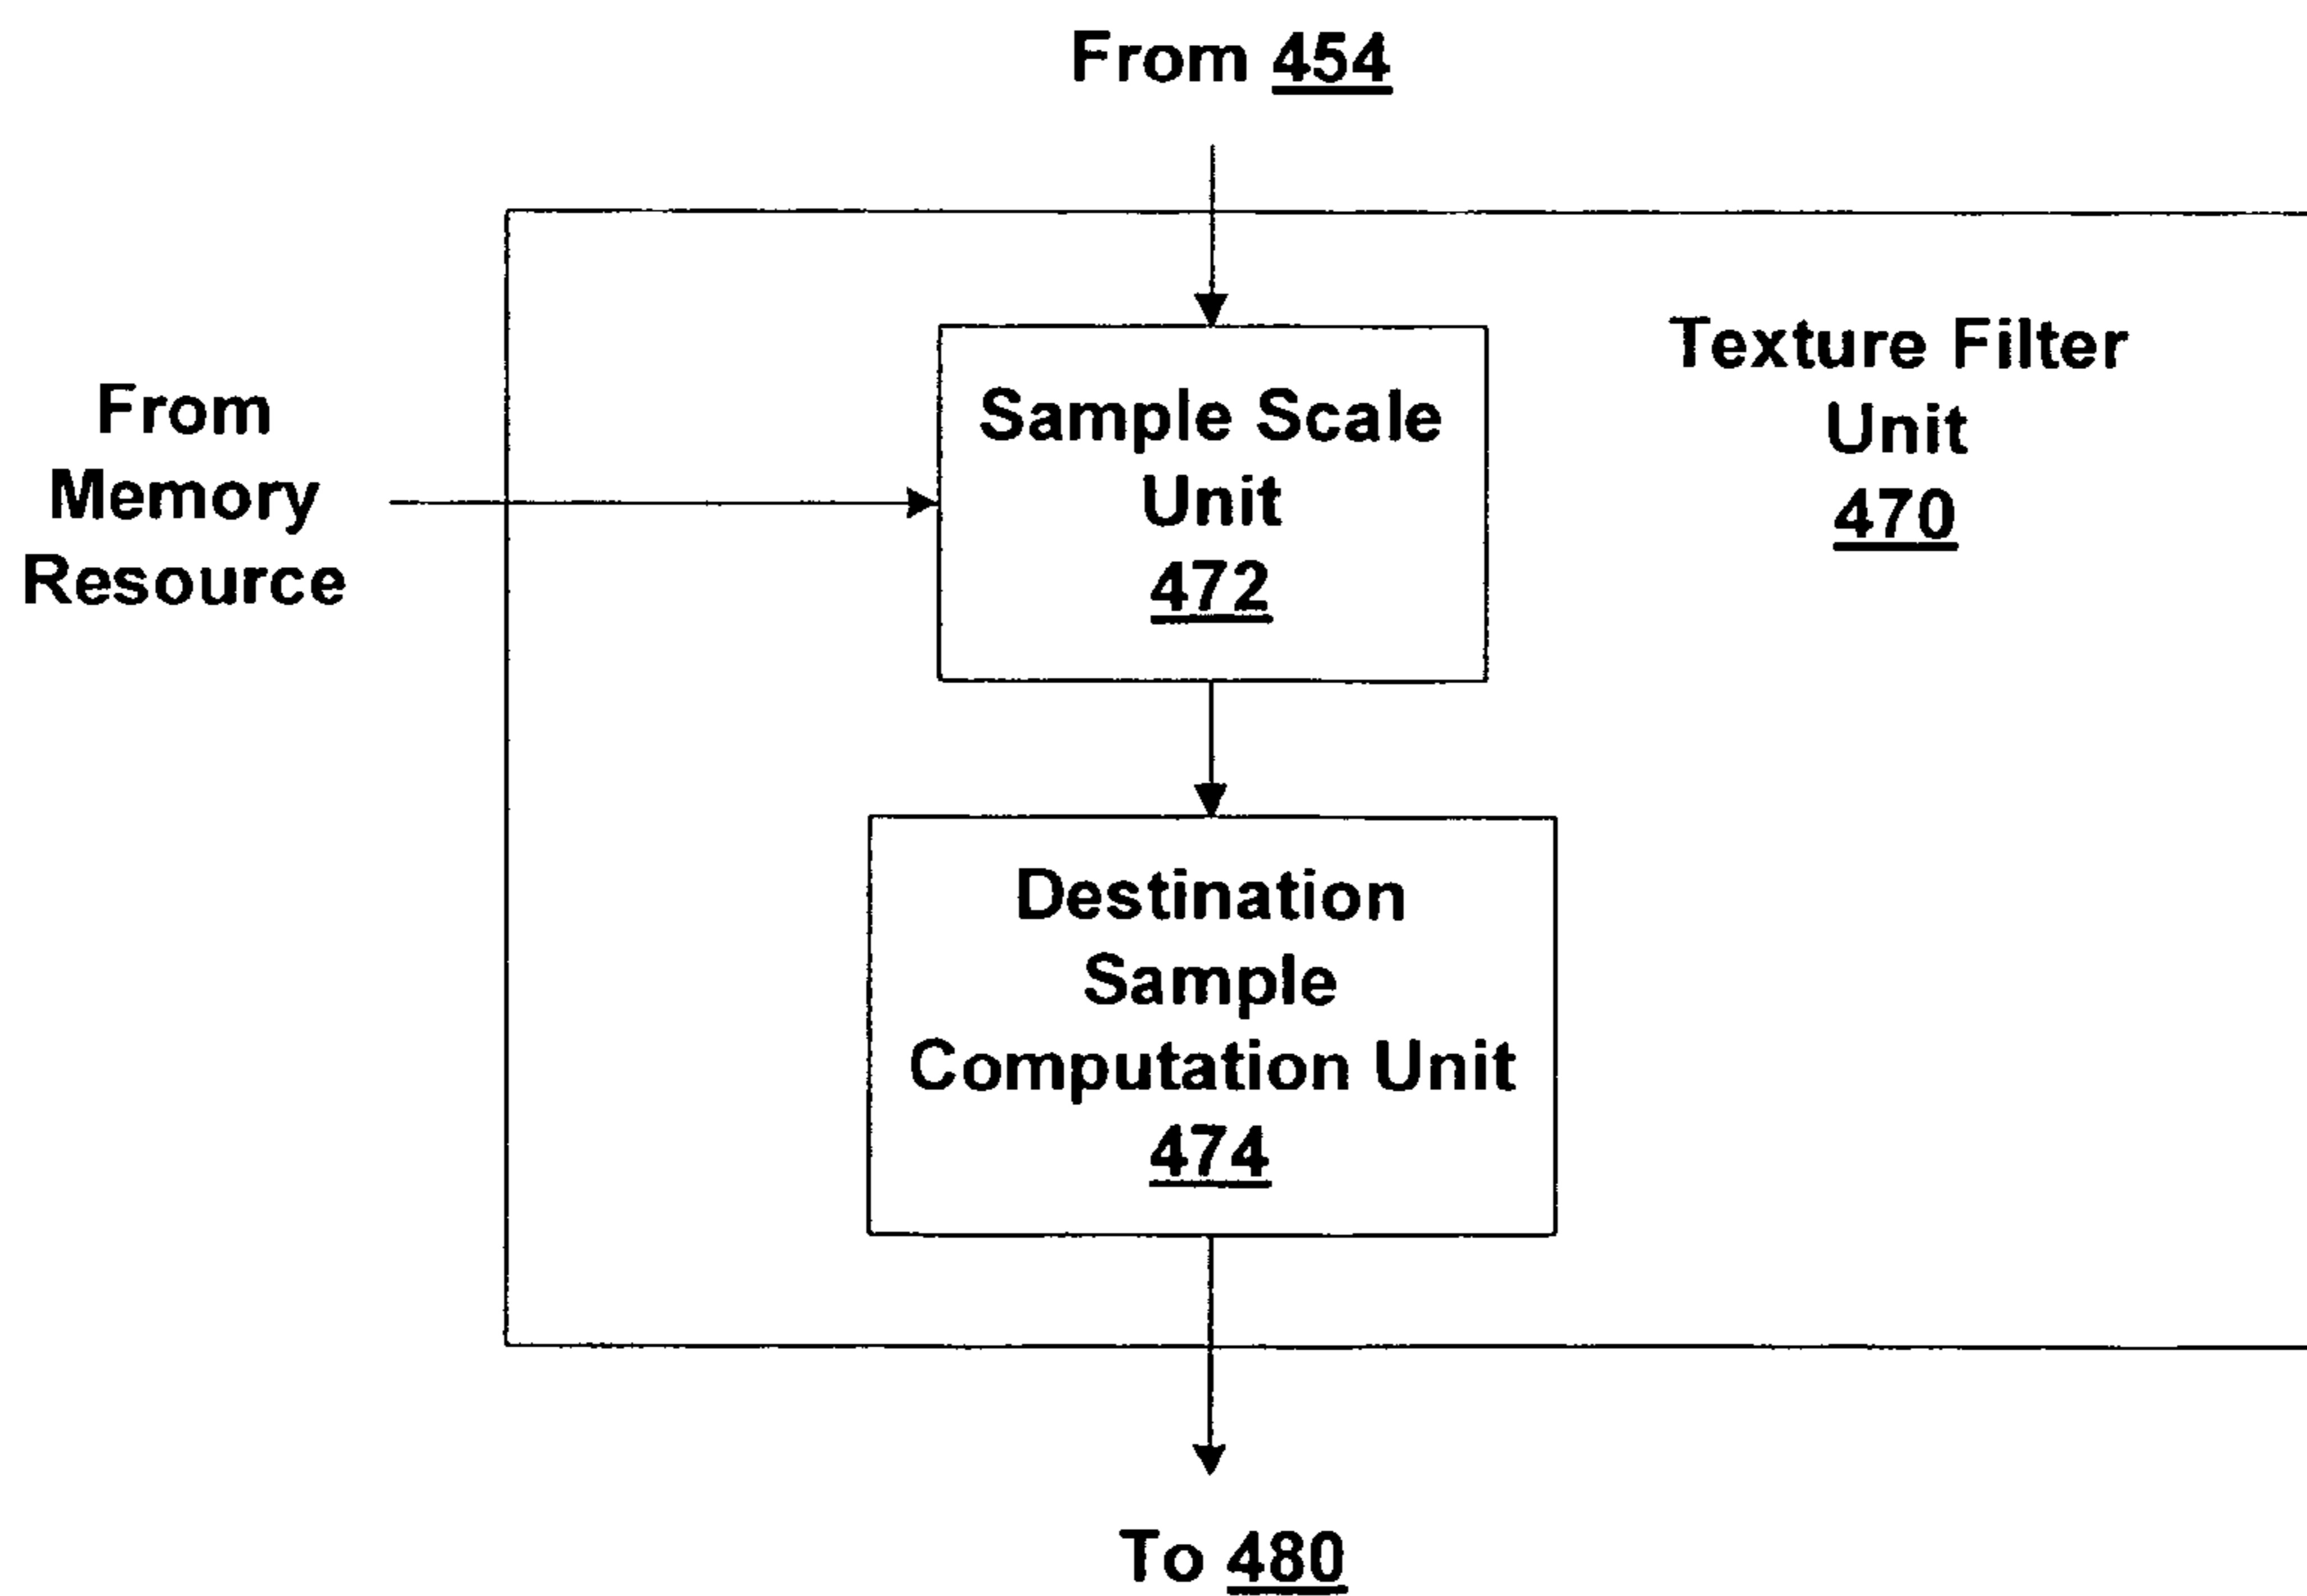 From 454
Texture Filter
Unit
470
From
Memory
Resource
Sample Scale
Unit
472
Destination
Sample
Computation Unit
474
To 480